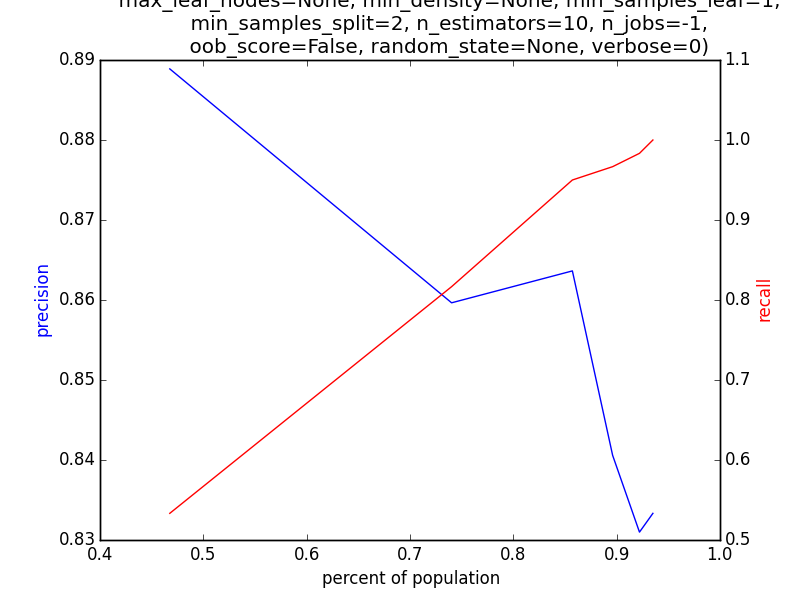 max_leaf_nodes=None, min_density=None, min_samples_leaf=1,
min_samples_split=2, n_estimators=10, n_jobs=-1,
oob_score=False, random_state=None, verbose=0)
0.89
0.88
0.87
0.86
0.85
0.84
0.83
precision
1.1
1.0
0.9
0.8
0.7
0.6
0.5
recall
0.4 0.5 0.6 0.7 0.8 0.9 1.0
percent of population